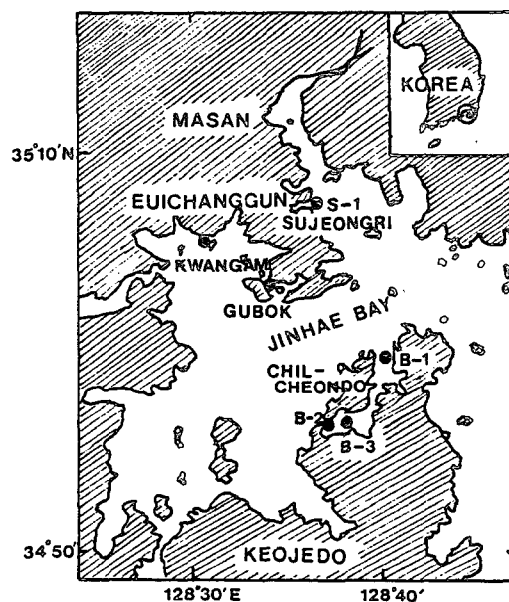 KOREA
MASAN
35°10'N
EUICHANGGUN
S-1
SUJEONGRI
KWANGAM
GUBOK
JINHAE BAY
B-1
CHIL-
CHEONDO
B-2
B-3
34°50'
KEOJEDO
128°30'E
128°40'